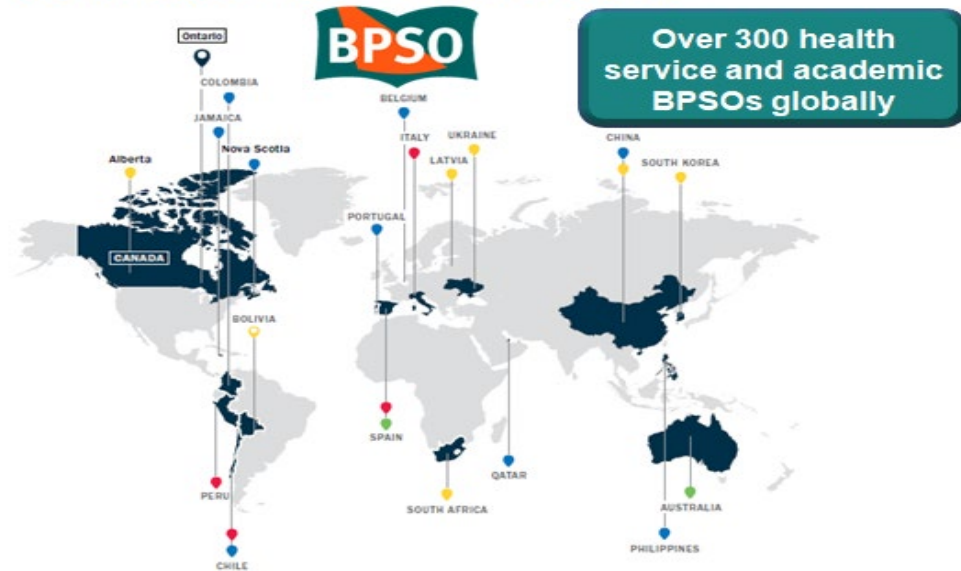 BPSO
Over 300 health
service and academic
BPSOs globally
Ontario
COLOMBIA
JAMAICA
Nova Scotia
Alberta
BELGIUM
ITALY
UKRAINE
LATVIA
CHINA
SOUTH KOREA
PORTUGAL
CANADA
BOLIVIA
SPAIN
PERU
QATAR
SOUTH AFRICA
AUSTRALIA
PHILIPPINES
CHILE